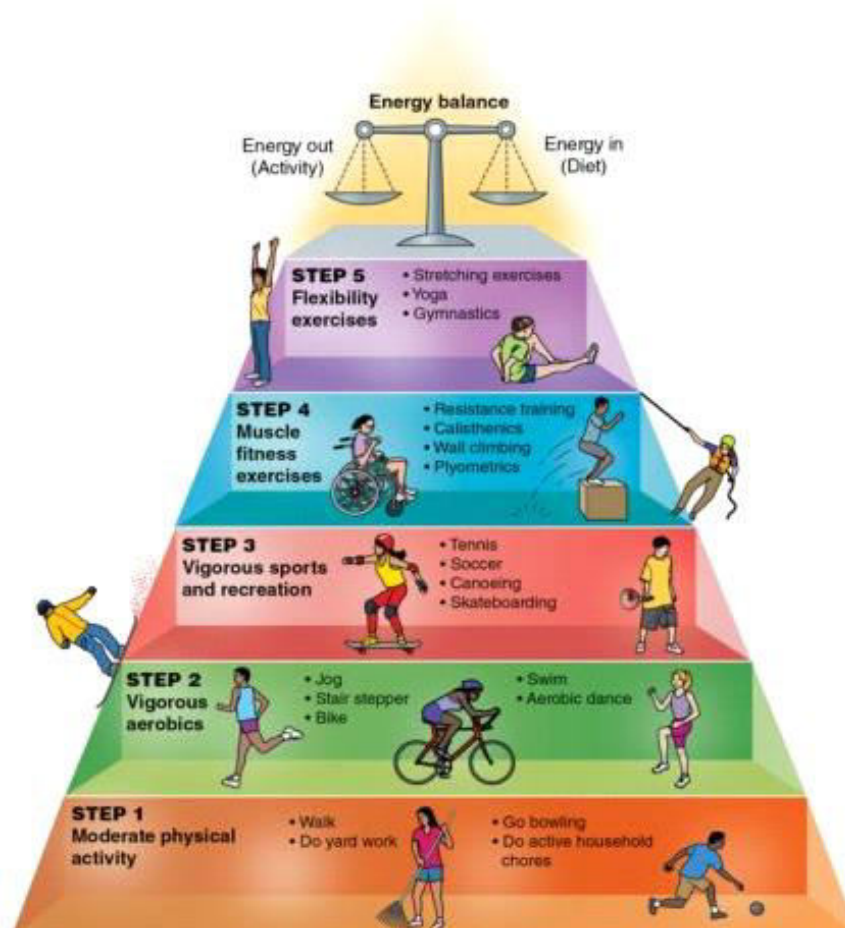 Energy balance
Energy out
(Activity)
Energy in
(Diet)
STEP 5
Flexibility
exercises
• Stretching exercises
• Yoga
• Gymnastics
STEP 4
Muscle
fitness
exercises
• Resistance training
• Calisthenics
• Wall climbing
• Plyometrics
STEP 3
Vigorous sports
and recreation
• Tennis
• Soccer
• Canoeing
• Skateboarding
STEP 2
Vigorous
aerobics
• Jog
• Stair stepper
• Bike
• Swim
• Aerobic dance
STEP 1
Moderate physical
activity
• Walk
• Do yard work
• Go bowling
• Do active household
chores